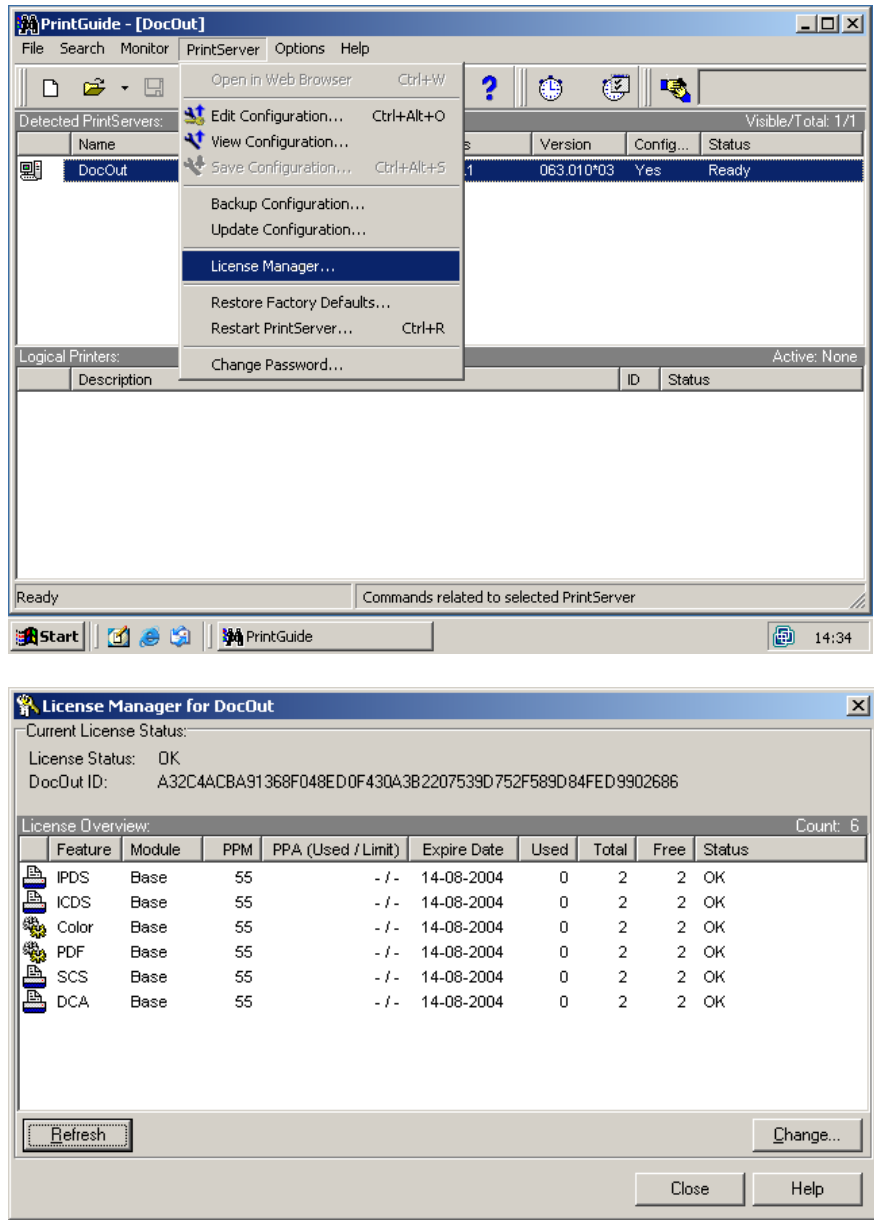 PrintGuide - [DocOut]
File Search Monitor PrintServer Options Help
Open in Web Browser Ctrl+W
Edit Configuration... Ctrl+Alt+O
View Configuration...
Save Configuration... Ctrl+Alt+S
Backup Configuration...
Update Configuration...
License Manager...
Restore Factory Defaults...
Restart PrintServer... Ctrl+R
Change Password...
Detected PrintServers: Visible/Total: 1/1
Name s Version Config... Status
DocOut .1 063.010*03 Yes Ready
Logical Printers: Active: None
Description ID Status
Ready Commands related to selected PrintServer
Start PrintGuide 14:34
License Manager for DocOut
Current License Status:
License Status: OK
DocOut ID: A32C4ACBA91368F048ED0F430A3B2207539D752F589D84FED9902686
License Overview: Count: 6
Feature Module PPM PPA (Used / Limit) Expire Date Used Total Free Status
IPDS Base 55 - / - 14-08-2004 0 2 2 OK
ICDS Base 55 - / - 14-08-2004 0 2 2 OK
Color Base 55 - / - 14-08-2004 0 2 2 OK
PDF Base 55 - / - 14-08-2004 0 2 2 OK
SCS Base 55 - / - 14-08-2004 0 2 2 OK
DCA Base 55 - / - 14-08-2004 0 2 2 OK
Refresh Change...
Close Help